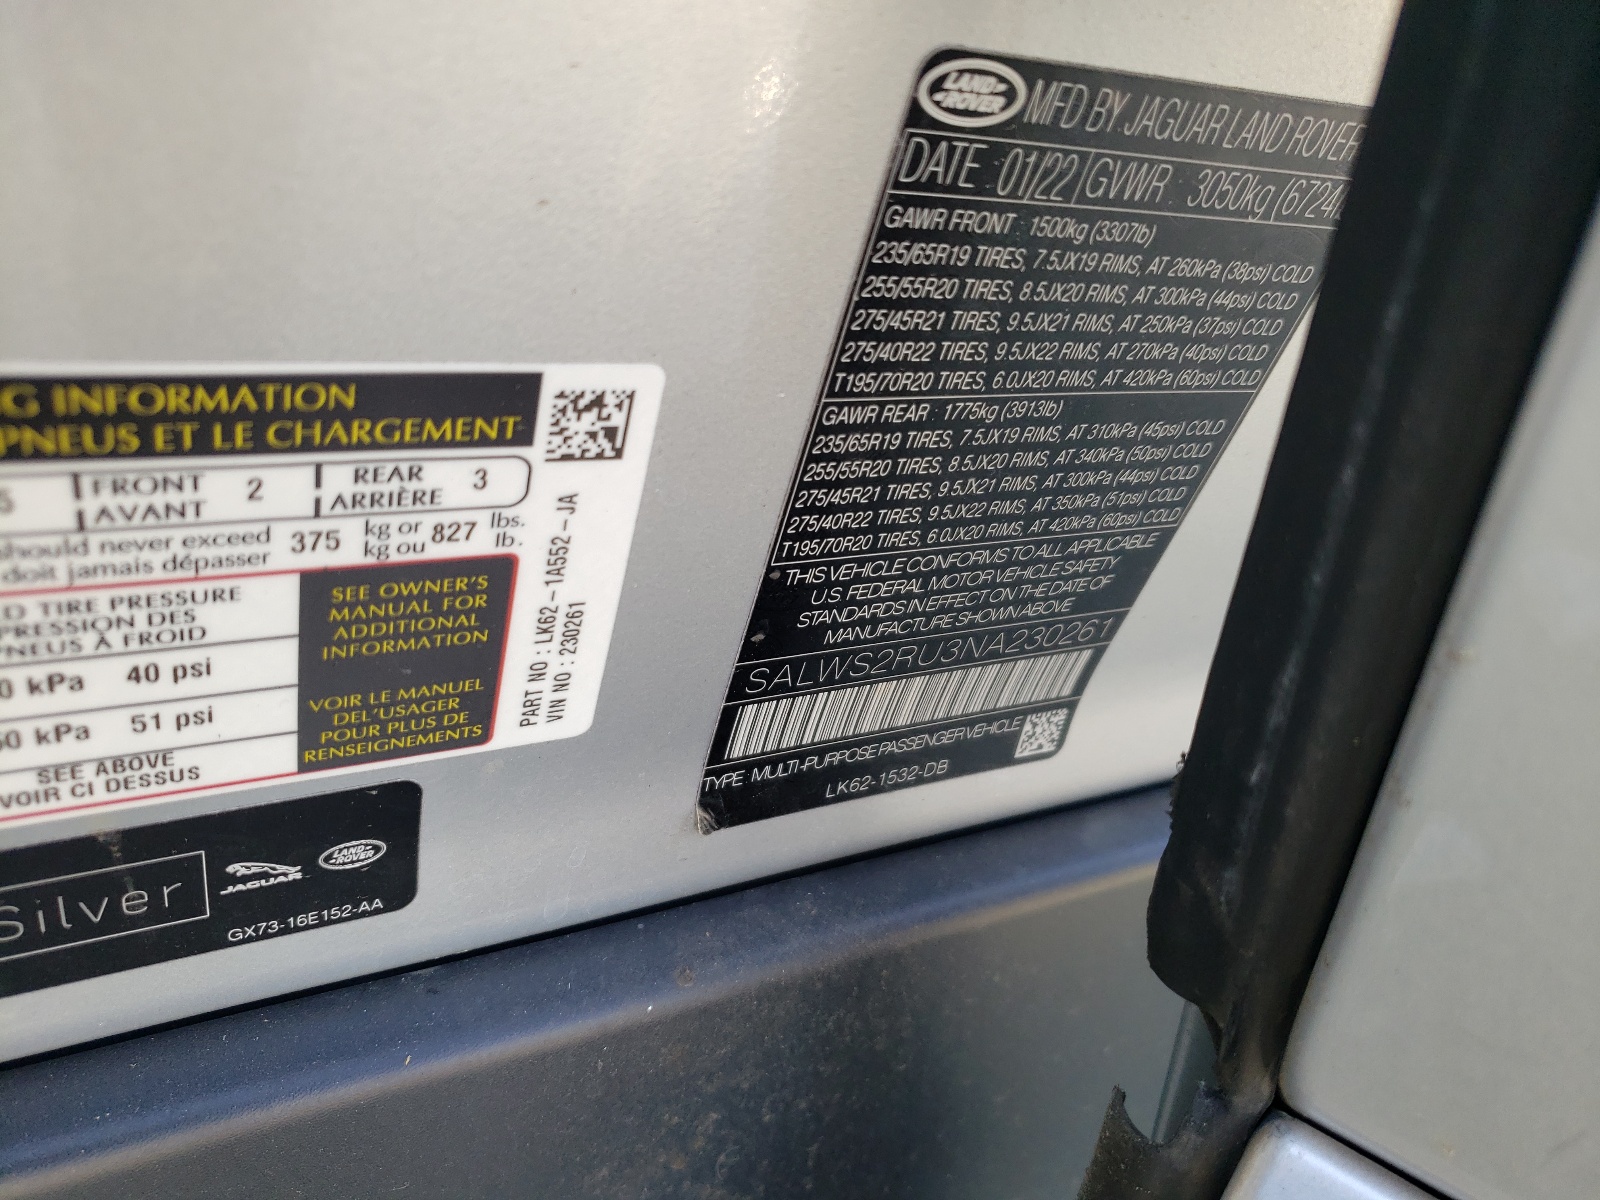 G INFORMATION
PNEUS ET LE CHARGEMENT
5 FRONT AVANT 2 REAR ARRIÈRE 3
should never exceed 375 kg or 827 lbs.
doit jamais dépasser kg ou lb.
D TIRE PRESSURE
PRESSION DES
PNEUS À FROID
0 kPa 40 psi
50 kPa 51 psi
SEE ABOVE
VOIR CI DESSUS
SEE OWNER'S
MANUAL FOR
ADDITIONAL
INFORMATION
VOIR LE MANUEL
DEL'USAGER
POUR PLUS DE
RENSEIGNEMENTS
PART NO : LK62-1A552-JA
VIN NO : 230261
Silver
JAGUAR
LAND ROVER
GX73-16E152-AA
LAND ROVER
MFD BY JAGUAR LAND ROVER
DATE 01/22 GVWR : 3050kg (6724
GAWR FRONT : 1500kg (3307lb)
235/65R19 TIRES, 7.5JX19 RIMS, AT 260kPa (38psi) COLD
255/55R20 TIRES, 8.5JX20 RIMS, AT 300kPa (44psi) COLD
275/45R21 TIRES, 9.5JX21 RIMS, AT 250kPa (37psi) COLD
275/40R22 TIRES, 9.5JX22 RIMS, AT 270kPa (40psi) COLD
T195/70R20 TIRES, 6.0JX20 RIMS, AT 420kPa (60psi) COLD
GAWR REAR : 1775kg (3913lb)
235/65R19 TIRES, 7.5JX19 RIMS, AT 310kPa (45psi) COLD
255/55R20 TIRES, 8.5JX20 RIMS, AT 340kPa (50psi) COLD
275/45R21 TIRES, 9.5JX21 RIMS, AT 300kPa (44psi) COLD
275/40R22 TIRES, 9.5JX22 RIMS, AT 350kPa (51psi) COLD
T195/70R20 TIRES, 6.0JX20 RIMS, AT 420kPa (60psi) COLD
THIS VEHICLE CONFORMS TO ALL APPLICABLE
U.S. FEDERAL MOTOR VEHICLE SAFETY
STANDARDS IN EFFECT ON THE DATE OF
MANUFACTURE SHOWN ABOVE
SALWS2RU3NA230261
TYPE : MULTI-PURPOSE PASSENGER VEHICLE
LK62-1532-DB